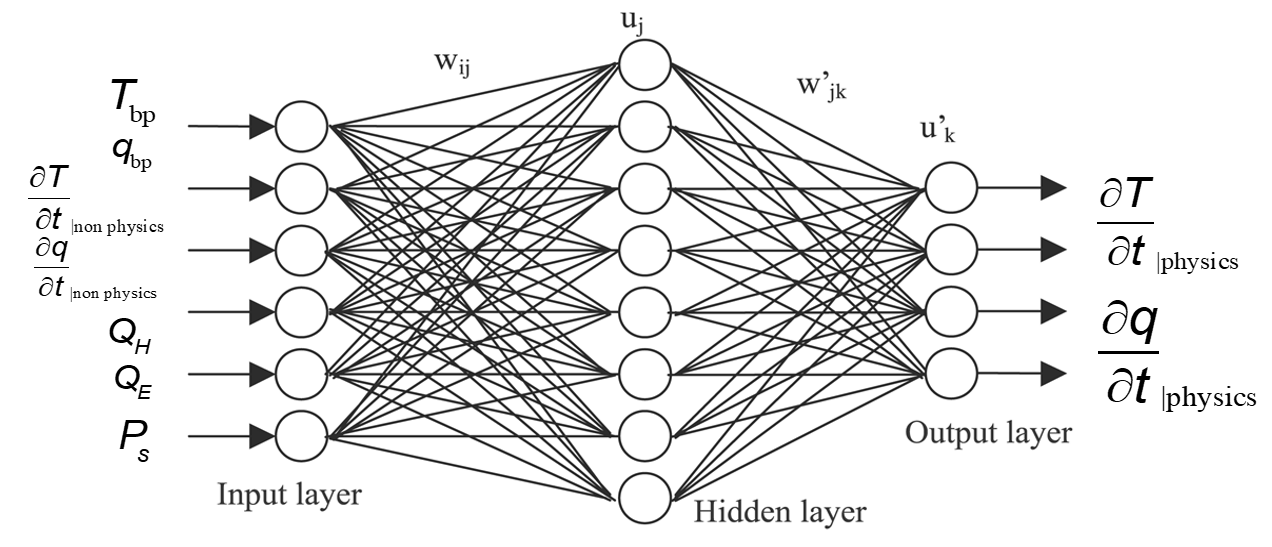 u_j
w_ij
w'_jk
T_bp
u'_k
q_bp
∂T
∂t |non physics
∂q
∂t |non physics
Q_H
Q_E
P_s
∂T
∂t |physics
∂q
∂t |physics
Output layer
Input layer
Hidden layer